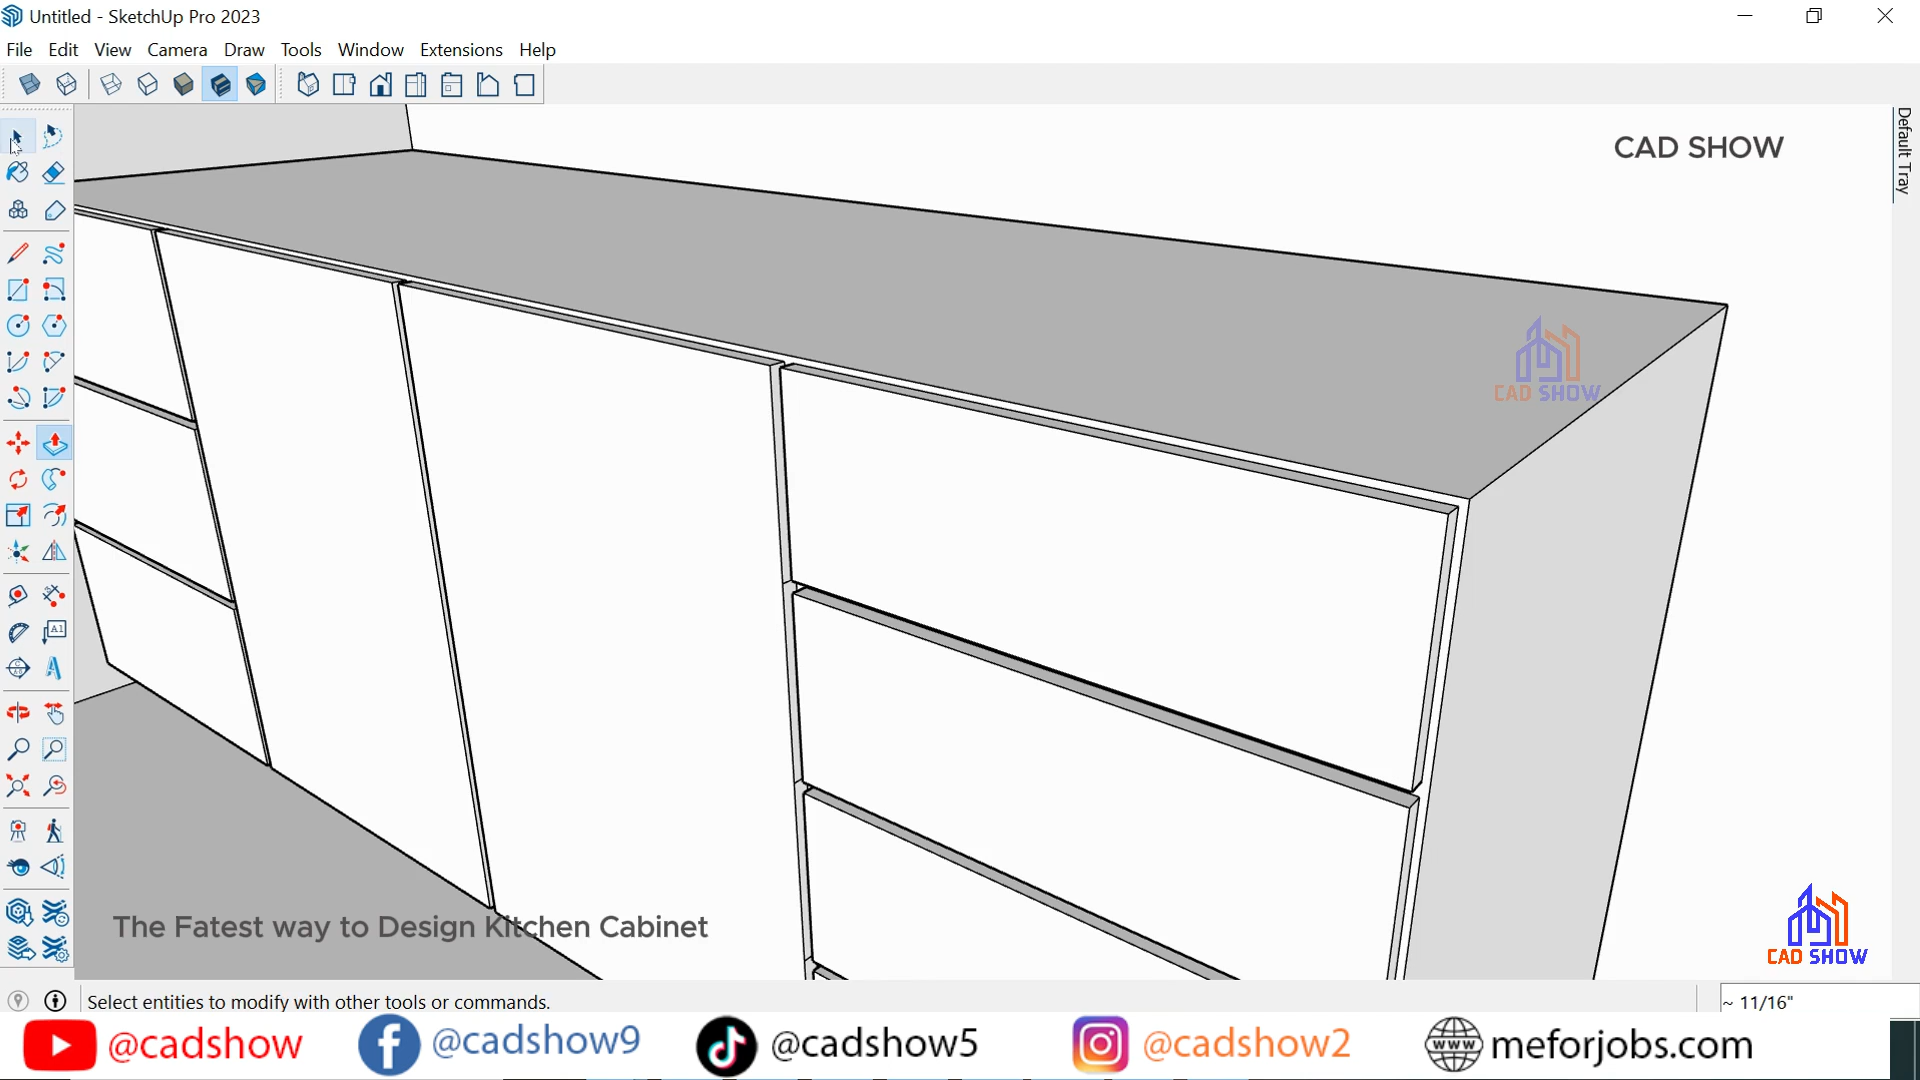 Untitled - SketchUp Pro 2023
File Edit View Camera Draw Tools Window Extensions Help
Default Tray
CAD SHOW
CAD SHOW
A1
The Fatest way to Design Kitchen Cabinet
CAD SHOW
Select entities to modify with other tools or commands.
~ 11/16"
@cadshow @cadshow9 @cadshow5 @cadshow2 www meforjobs.com